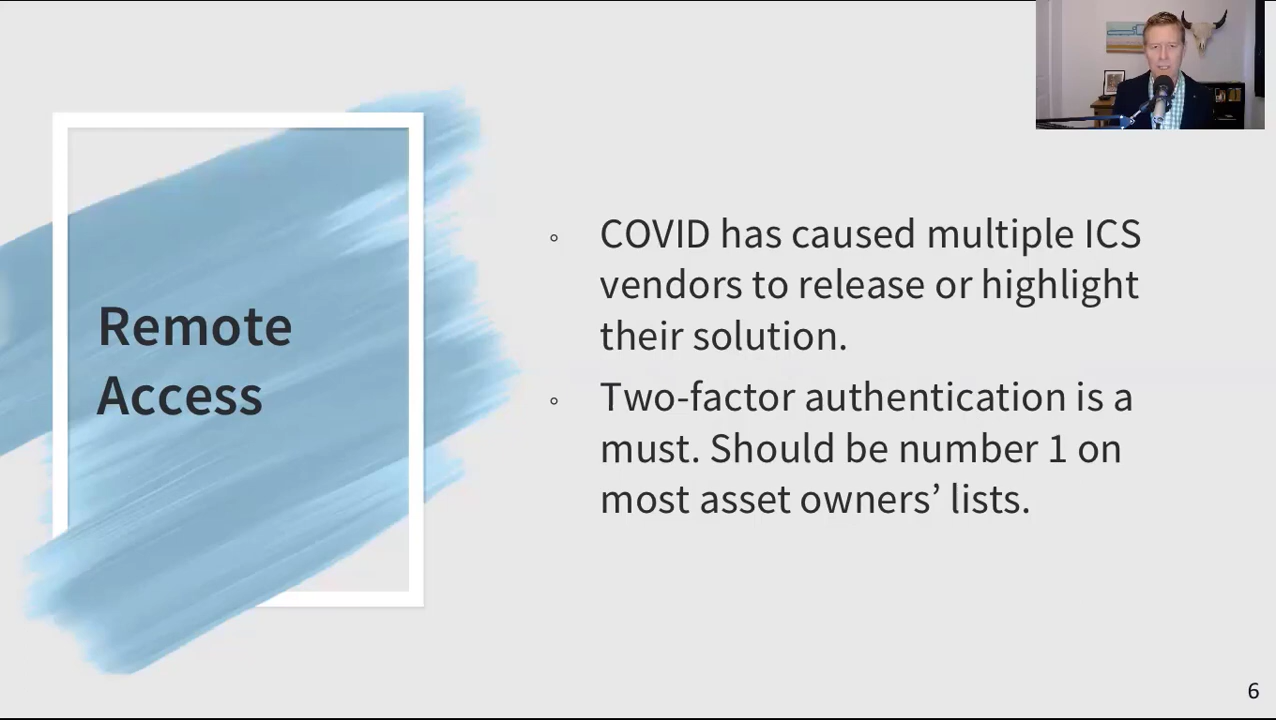 Remote
Access
COVID has caused multiple ICS
vendors to release or highlight
their solution.
Two-factor authentication is a
must. Should be number 1 on
most asset owners’ lists.
6